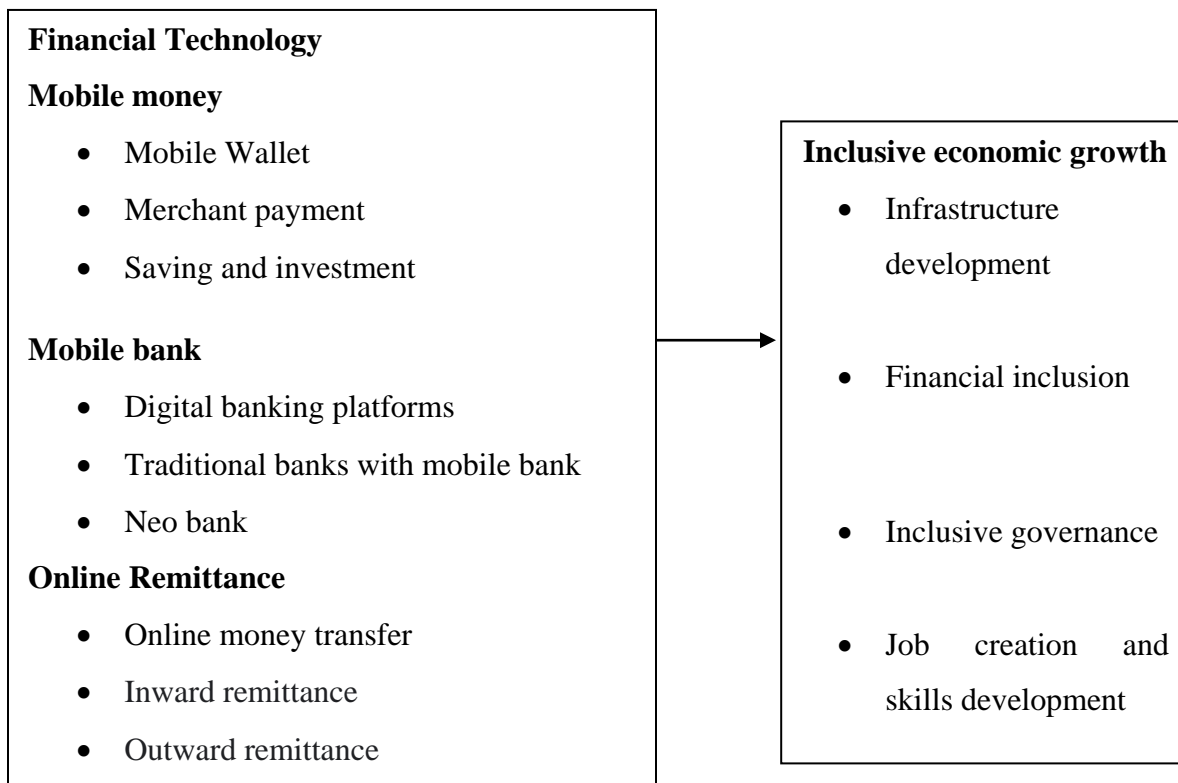 Financial Technology
Mobile money
• Mobile Wallet
• Merchant payment
• Saving and investment
Mobile bank
• Digital banking platforms
• Traditional banks with mobile bank
• Neo bank
Online Remittance
• Online money transfer
• Inward remittance
• Outward remittance
Inclusive economic growth
• Infrastructure
development
• Financial inclusion
• Inclusive governance
• Job creation and
skills development